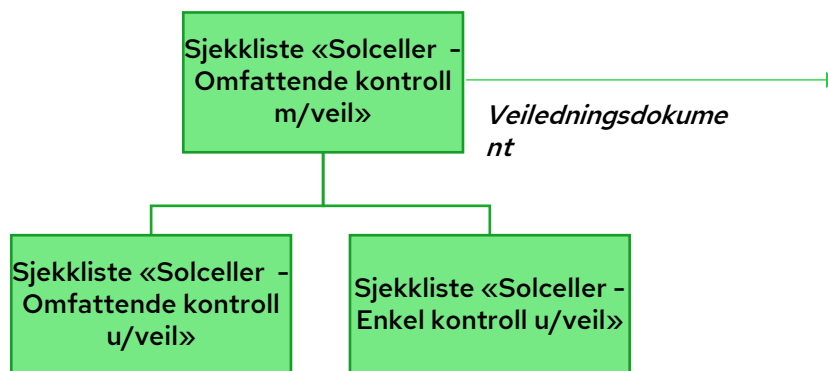 Sjekkliste «Solceller -
Omfattende kontroll
m/veil»
Veiledningsdokume
nt
Sjekkliste «Solceller -
Omfattende kontroll
u/veil»
Sjekkliste «Solceller -
Enkel kontroll u/veil»